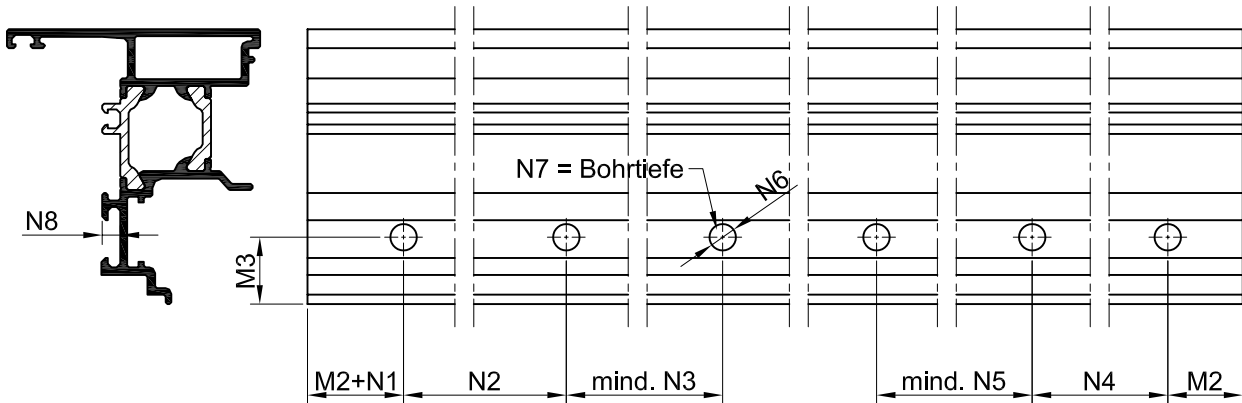 N7 = Bohrtiefe
N6
N8
M3
M2+N1
N2
mind. N3
mind. N5
N4
M2